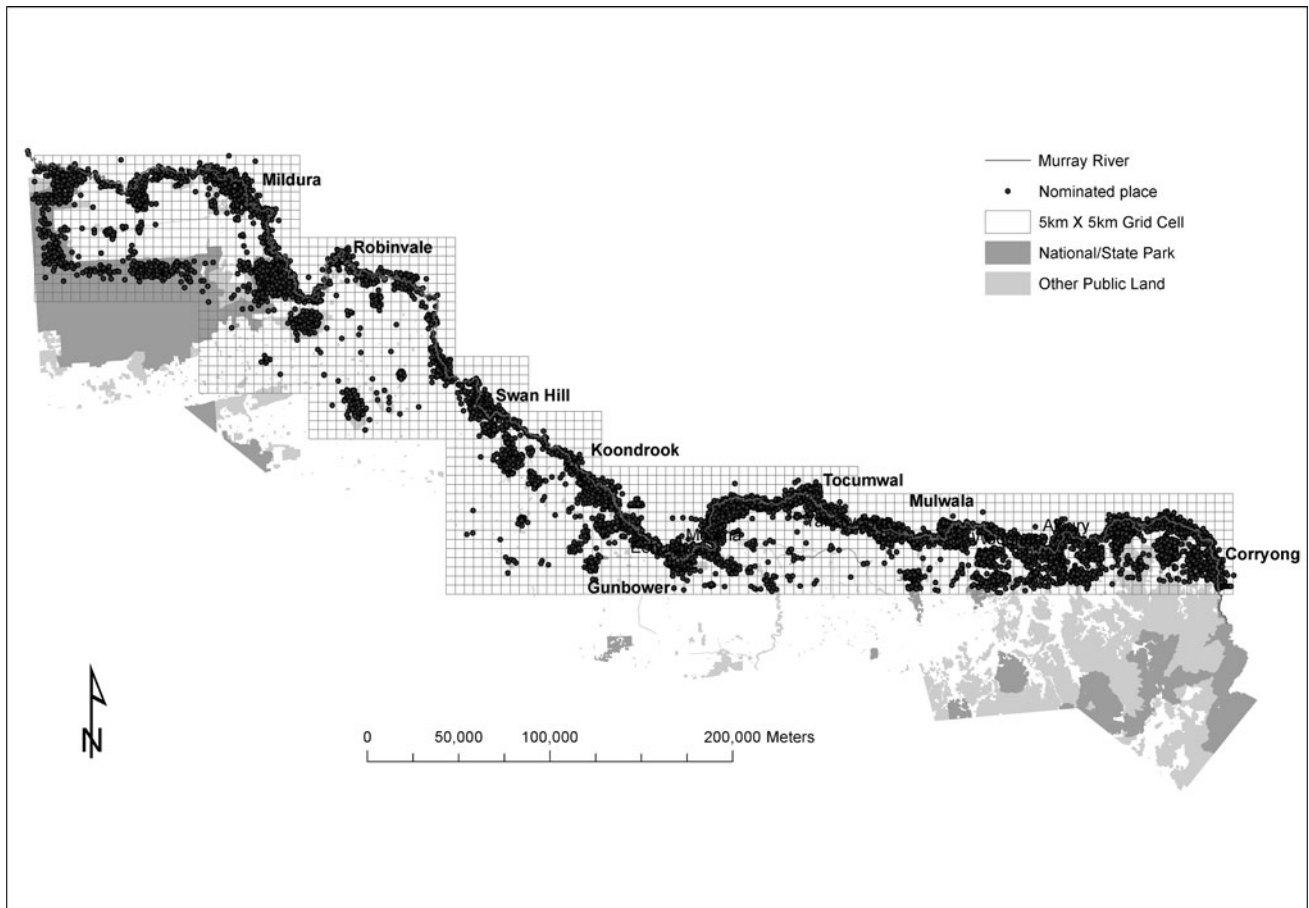 Murray River
Nominated place
Mildura
5km X 5km Grid Cell
Robinvale
National/State Park
Other Public Land
Swan Hill
Koondrook
Tocumwal
Mulwala
Corryong
Gunbower
N
0 50,000 100,000 200,000 Meters